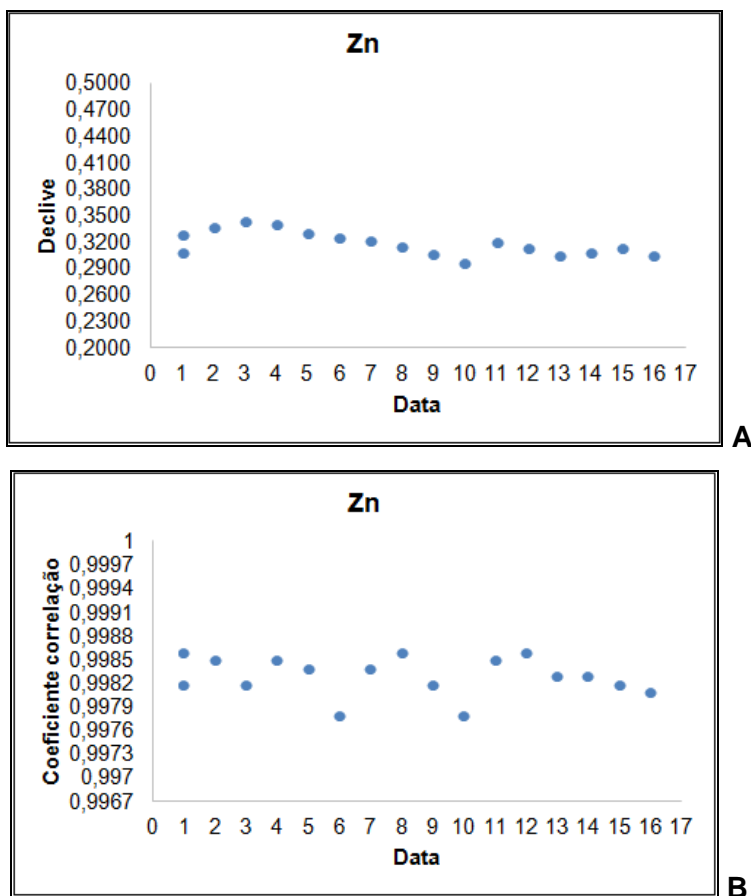 Zn
0,5000
0,4700
0,4400
0,4100
0,3800
0,3500
0,3200
0,2900
0,2600
0,2300
0,2000
Declive
0 1 2 3 4 5 6 7 8 9 10 11 12 13 14 15 16 17
Data
A
Zn
1
0,9997
0,9994
0,9991
0,9988
0,9985
0,9982
0,9979
0,9976
0,9973
0,997
0,9967
Coeficiente correlação
0 1 2 3 4 5 6 7 8 9 10 11 12 13 14 15 16 17
Data
B